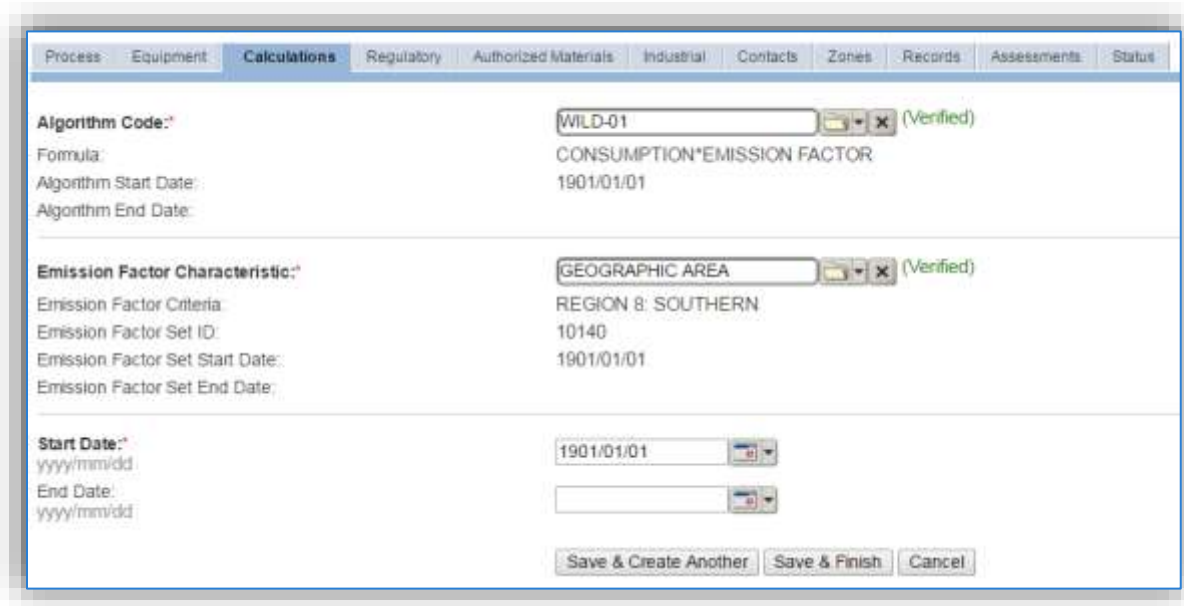 Process Equipment Calculations Regulatory Authorized Materials Industrial Contacts Zones Records Assessments Status
Algorithm Code:* WILD-01 (Verified)
Formula: CONSUMPTION*EMISSION FACTOR
Algorithm Start Date: 1901/01/01
Algorithm End Date:
Emission Factor Characteristic:* GEOGRAPHIC AREA (Verified)
Emission Factor Criteria: REGION 8: SOUTHERN
Emission Factor Set ID: 10140
Emission Factor Set Start Date: 1901/01/01
Emission Factor Set End Date:
Start Date:* 1901/01/01
yyyy/mm/dd
End Date:
yyyy/mm/dd
Save & Create Another Save & Finish Cancel